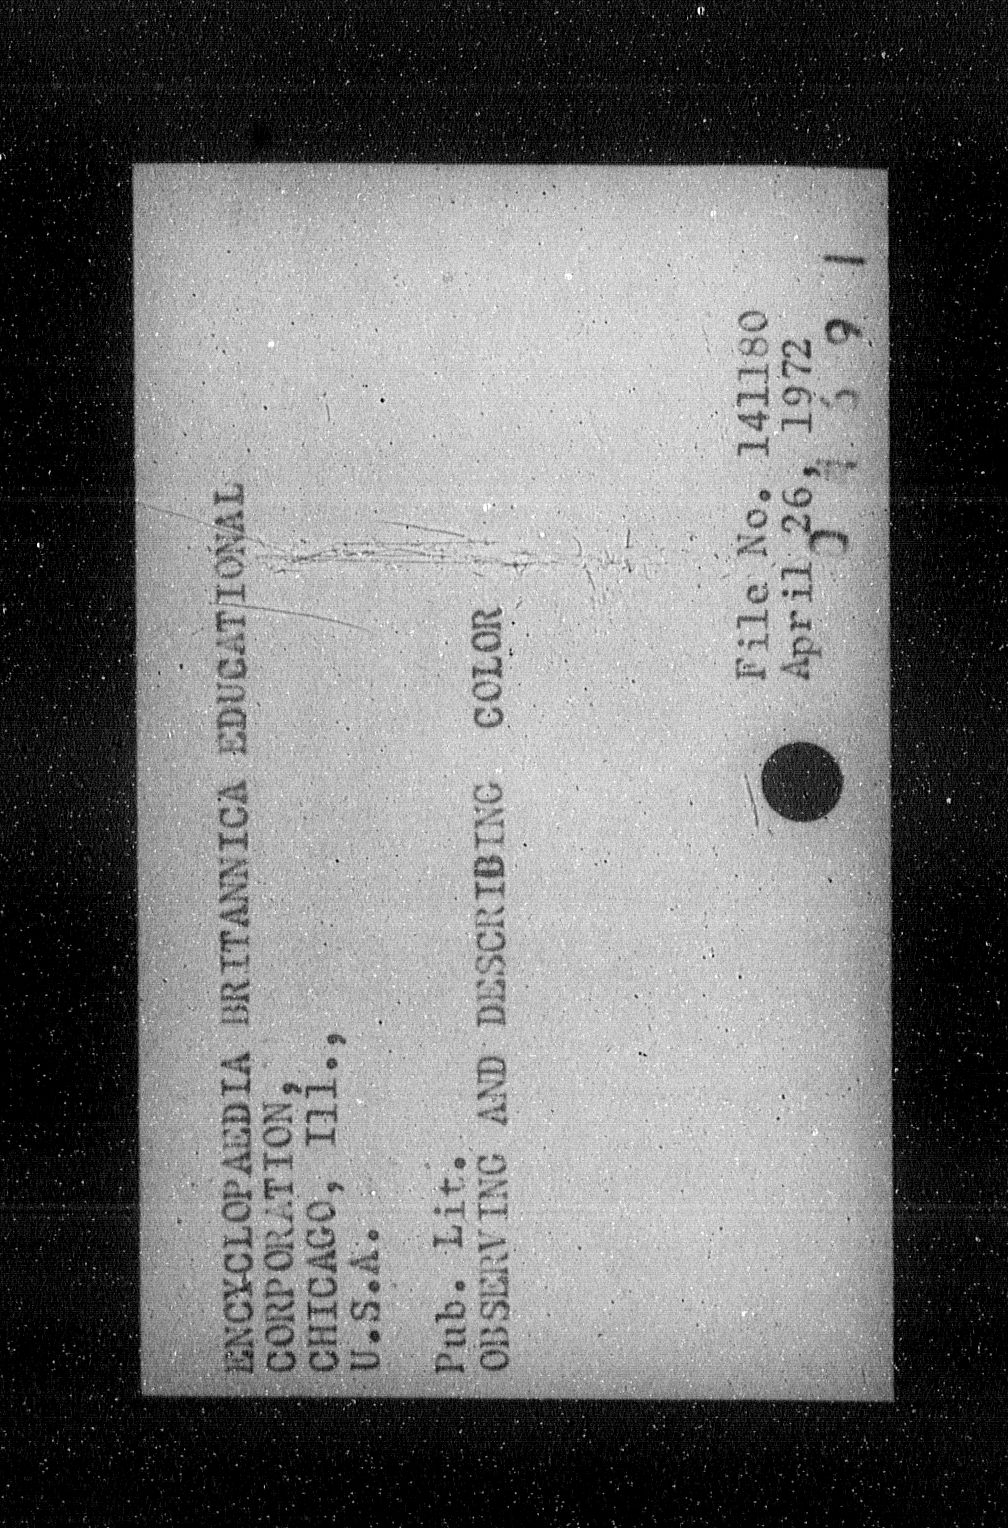 ENCYCLOPAEDIA BRITANNICA EDUCATIONAL
CORPORATION,
CHICAGO, Ill.,
U.S.A.
Pub. Lit.
OBSERVING AND DESCRIBING COLOR
File No. 141180
April 26, 1972